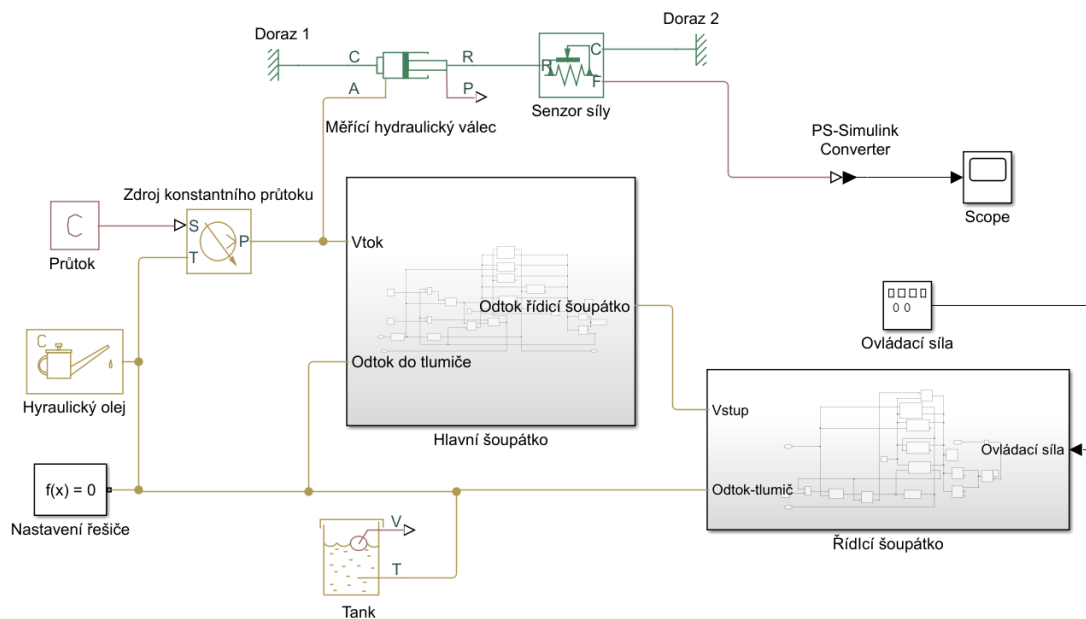 Doraz 1
Doraz 2
C
R
A
P
R
C
F
Senzor síly
Měřící hydraulický válec
PS-Simulink
Converter
Scope
Zdroj konstantního průtoku
C
Průtok
S
T
P
Vtok
Odtok řídicí šoupátko
Odtok do tlumiče
Hlavní šoupátko
Ovládací síla
C
Hyraulický olej
Vstup
Ovládací síla
Odtok-tlumič
Řídící šoupátko
f(x) = 0
Nastavení řešiče
V
T
Tank